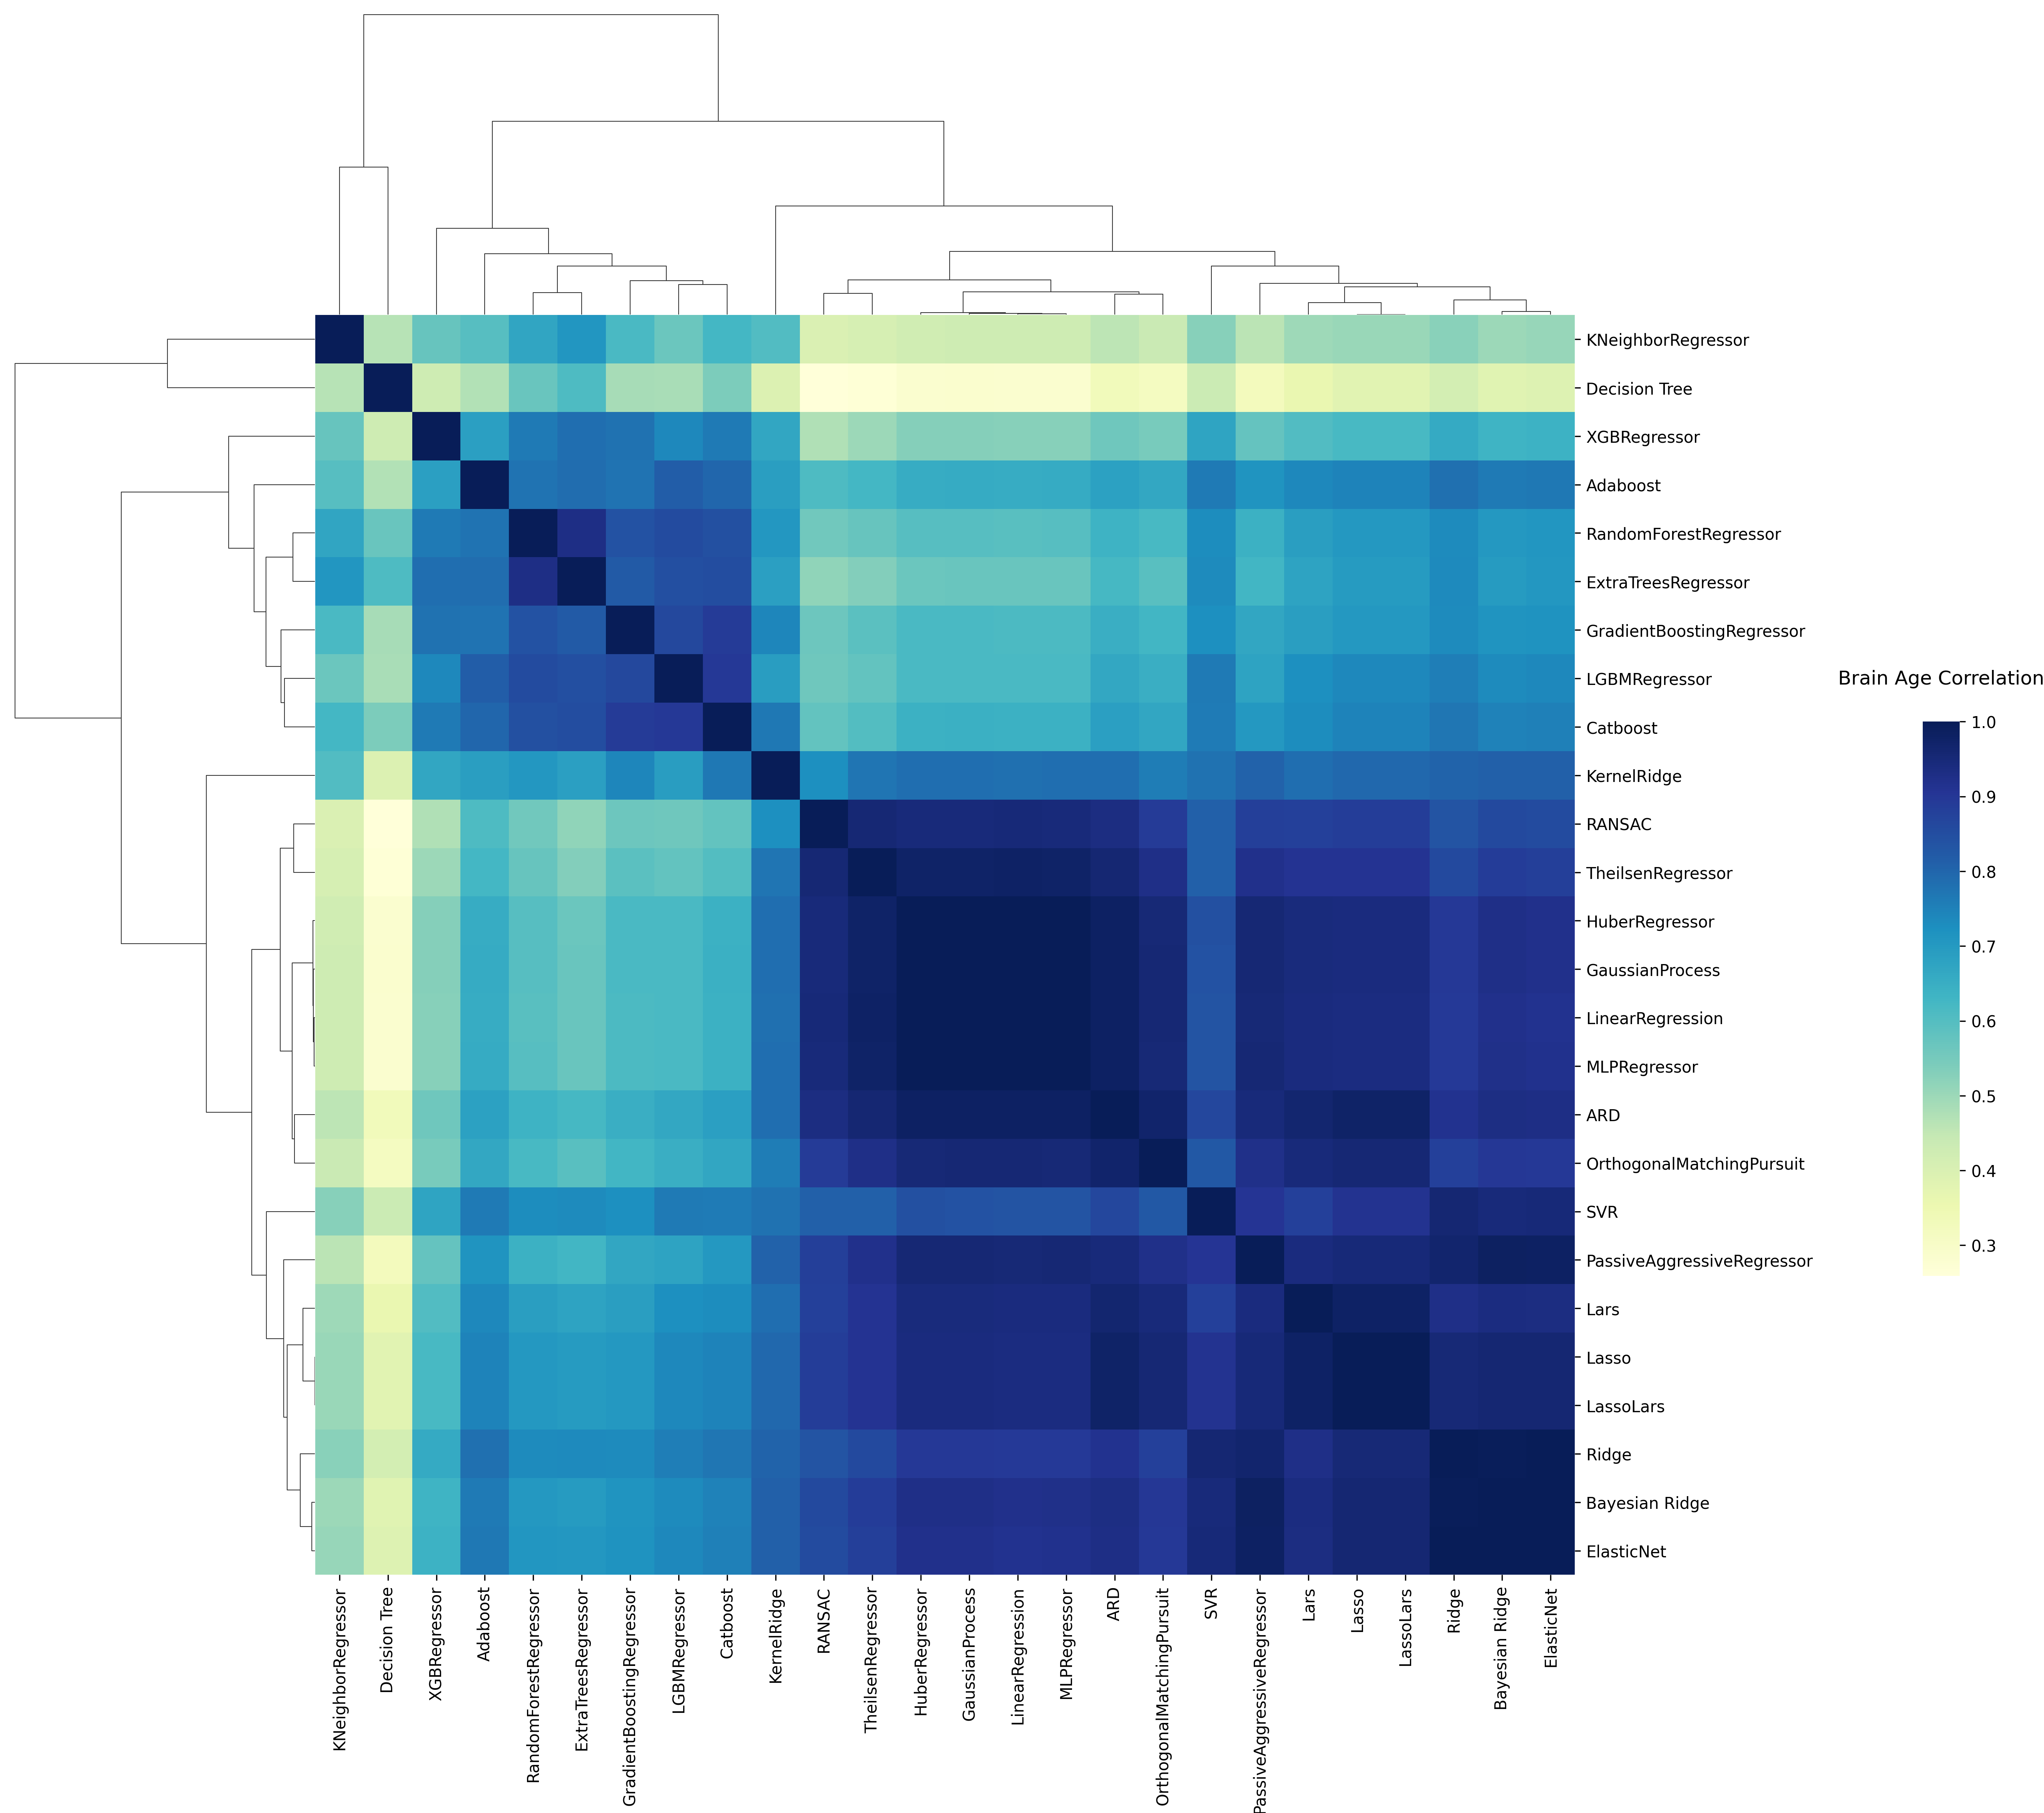 KNeighborRegressor
Decision Tree
XGBRegressor
Adaboost
RandomForestRegressor
ExtraTreesRegressor
GradientBoostingRegressor
LGBMRegressor
Catboost
KernelRidge
RANSAC
TheilsenRegressor
HuberRegressor
GaussianProcess
LinearRegression
MLPRegressor
ARD
OrthogonalMatchingPursuit
SVR
PassiveAggressiveRegressor
Lars
Lasso
LassoLars
Ridge
Bayesian Ridge
ElasticNet
Brain Age Correlation
1.0
0.9
0.8
0.7
0.6
0.5
0.4
0.3
KNeighborRegressor
Decision Tree
XGBRegressor
Adaboost
RandomForestRegressor
ExtraTreesRegressor
GradientBoostingRegressor
LGBMRegressor
Catboost
KernelRidge
RANSAC
TheilsenRegressor
HuberRegressor
GaussianProcess
LinearRegression
MLPRegressor
ARD
OrthogonalMatchingPursuit
SVR
PassiveAggressiveRegressor
Lars
Lasso
LassoLars
Ridge
Bayesian Ridge
ElasticNet